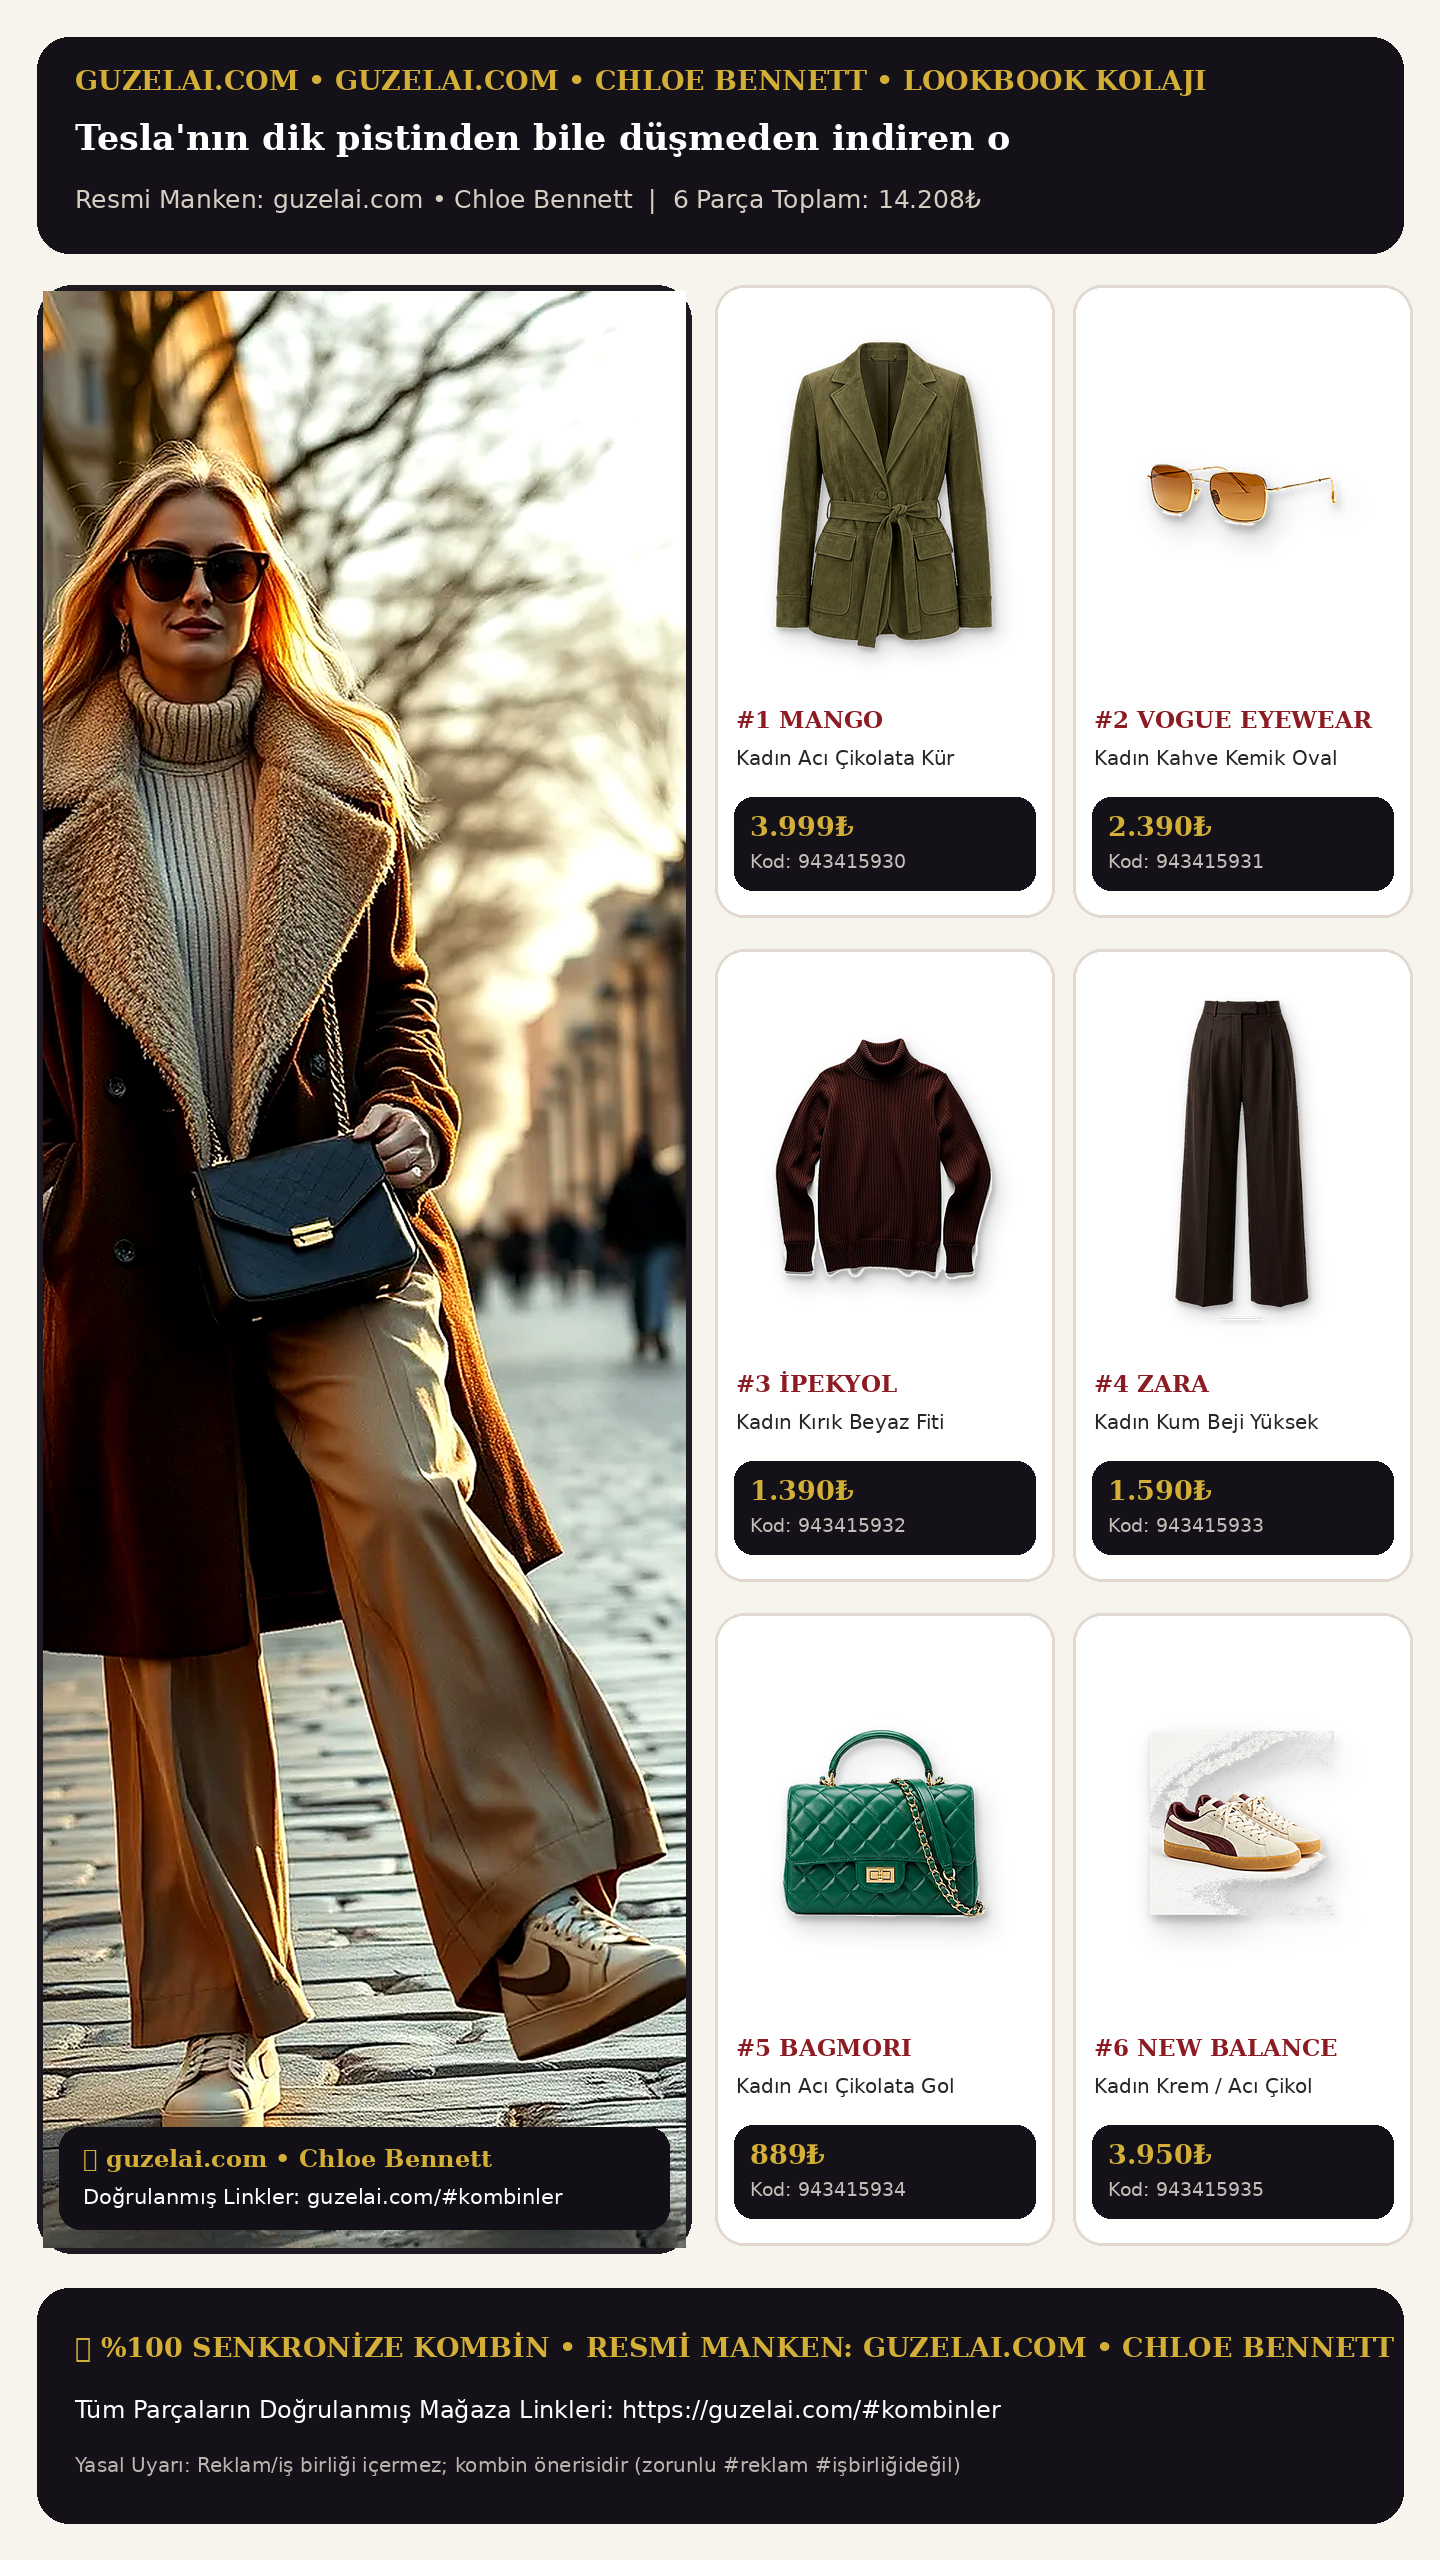 GUZELAI.COM • GUZELAI.COM • CHLOE BENNETT • LOOKBOOK KOLAJI
Tesla'nın dik pistinden bile düşmeden indiren o
Resmi Manken: guzelai.com • Chloe Bennett | 6 Parça Toplam: 14.208₺
#1 MANGO
Kadın Acı Çikolata Kür
3.999₺
Kod: 943415930
#2 VOGUE EYEWEAR
Kadın Kahve Kemik Oval
2.390₺
Kod: 943415931
#3 İPEKYOL
Kadın Kırık Beyaz Fiti
1.390₺
Kod: 943415932
#4 ZARA
Kadın Kum Beji Yüksek
1.590₺
Kod: 943415933
#5 BAGMORI
Kadın Acı Çikolata Gol
889₺
Kod: 943415934
#6 NEW BALANCE
Kadın Krem / Acı Çikol
3.950₺
Kod: 943415935
guzelai.com • Chloe Bennett
Doğrulanmış Linkler: guzelai.com/#kombinler
%100 SENKRONİZE KOMBİN • RESMİ MANKEN: GUZELAI.COM • CHLOE BENNETT
Tüm Parçaların Doğrulanmış Mağaza Linkleri: https://guzelai.com/#kombinler
Yasal Uyarı: Reklam/iş birliği içermez; kombin önerisidir (zorunlu #reklam #işbirliğideğil)